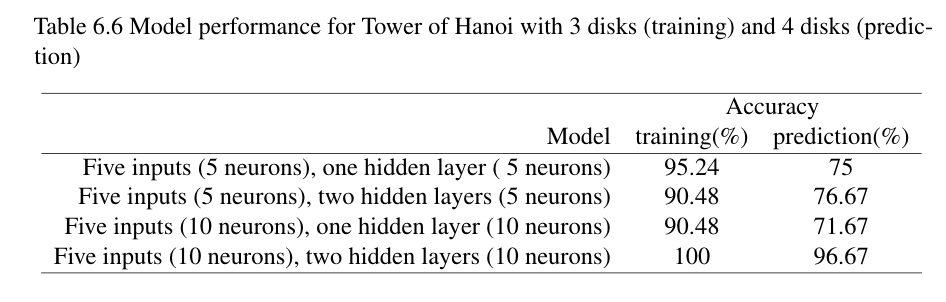 Table 6.6 Model performance for Tower of Hanoi with 3 disks (training) and 4 disks (predic-
tion)
Accuracy
Model training(%) prediction(%)
Five inputs (5 neurons), one hidden layer ( 5 neurons) 95.24 75
Five inputs (5 neurons), two hidden layers (5 neurons) 90.48 76.67
Five inputs (10 neurons), one hidden layer (10 neurons) 90.48 71.67
Five inputs (10 neurons), two hidden layers (10 neurons) 100 96.67